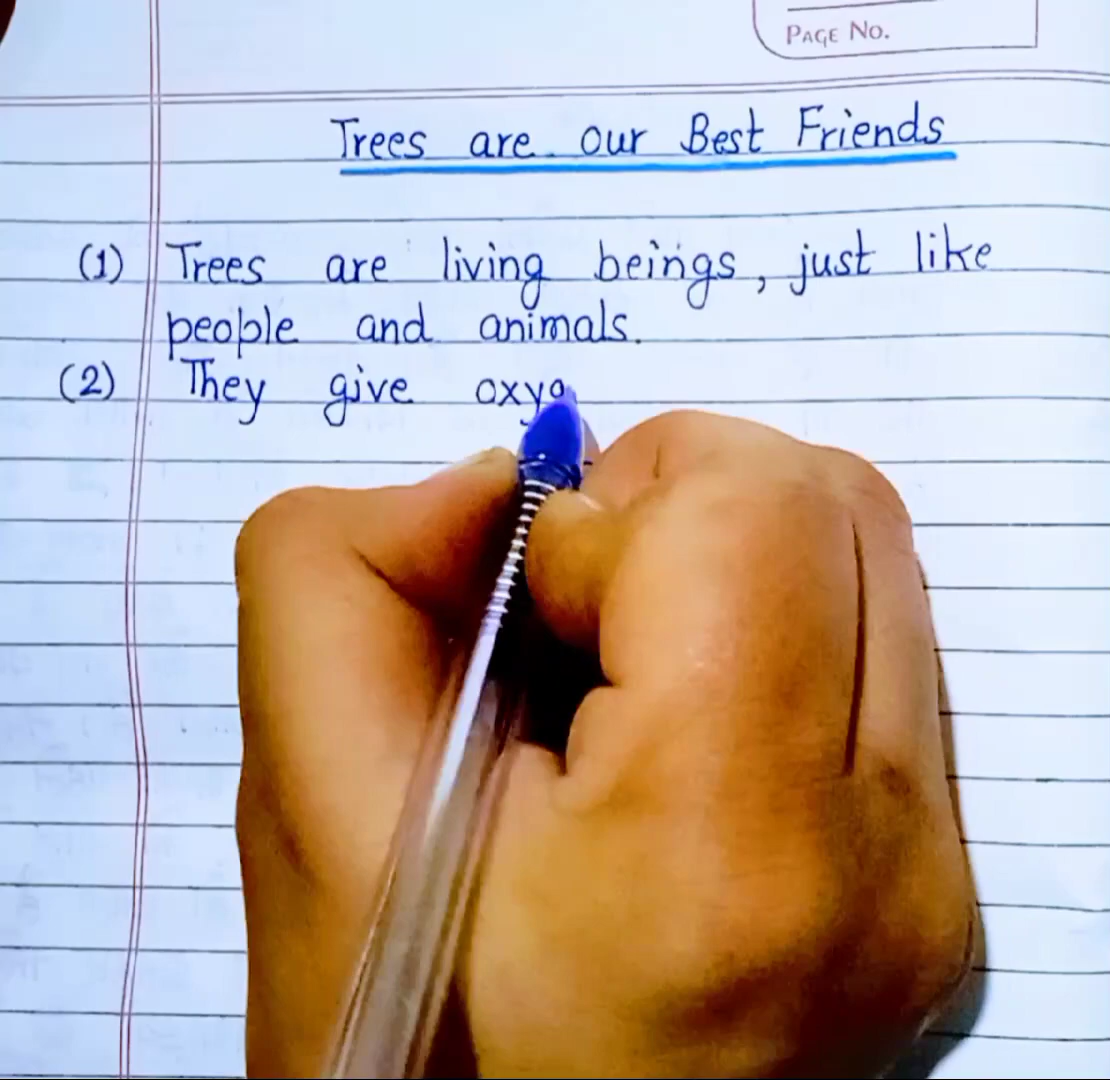 PAGE NO.
Trees are our Best Friends
(1) Trees are living beings, just like
people and animals.
(2) They give oxyg